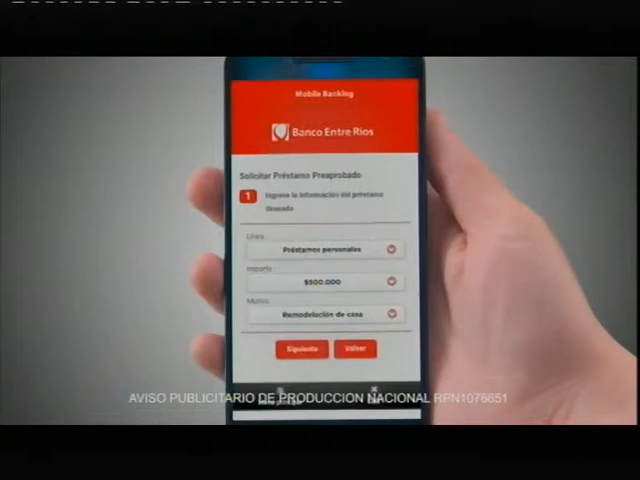 Mobile Banking
Banco Entre Ríos
Solicitar Préstamo Preaprobado
1
Ingrese la información del préstamo
deseado
Línea
Préstamos personales
Importe
$500.000
Motivo
Remodelación de casa
Siguiente
Volver
AVISO PUBLICITARIO DE PRODUCCION NACIONAL RPN1076651